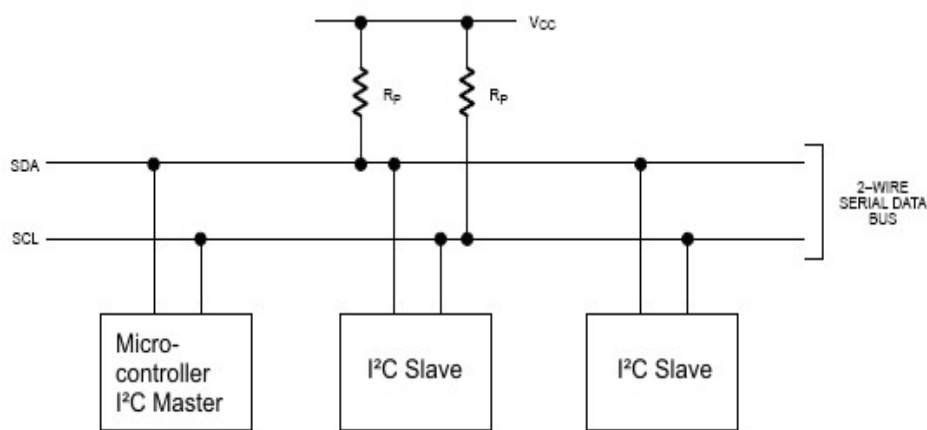 Vcc
RP
RP
SDA
2–WIRE
SERIAL DATA
BUS
SCL
Micro-
controller
I²C Master
I²C Slave
I²C Slave